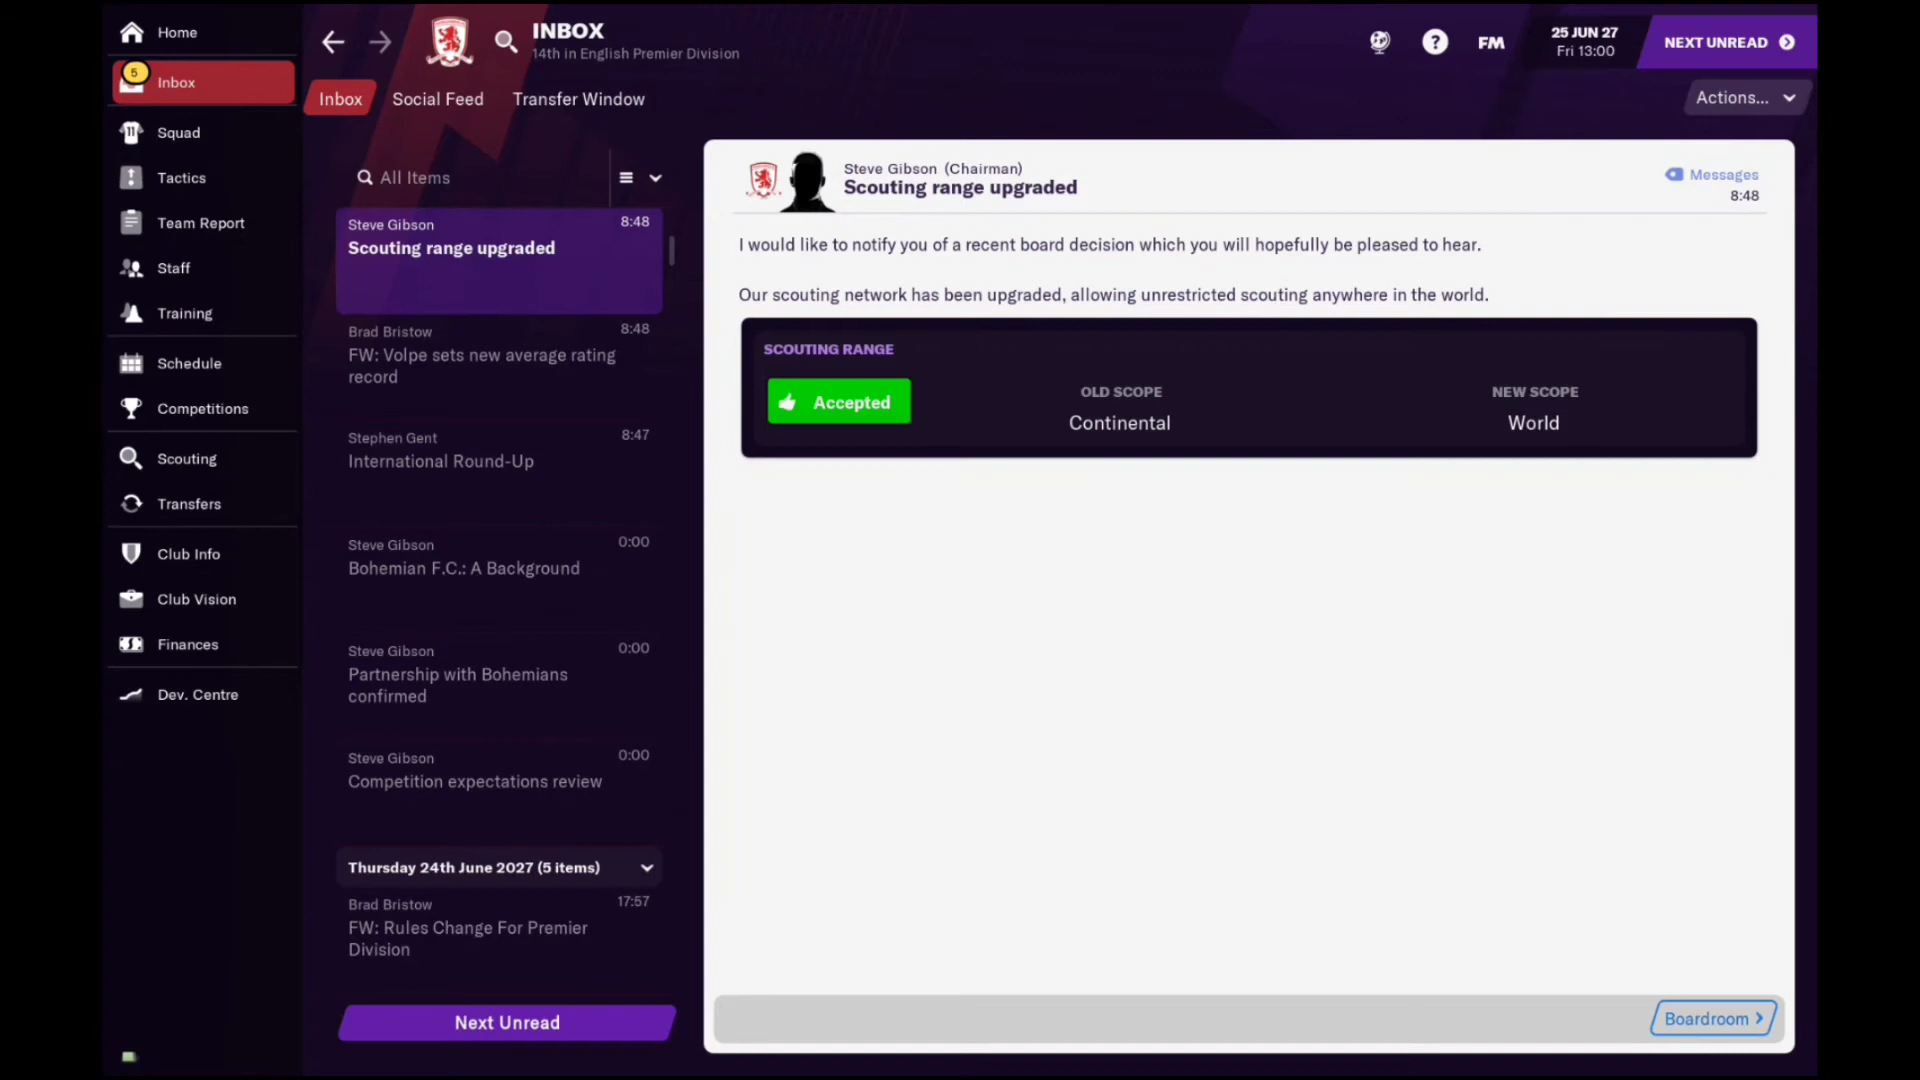 Home
5
Inbox
11
Squad
Tactics
Team Report
Staff
Training
Schedule
Competitions
Scouting
Transfers
Club Info
Club Vision
Finances
Dev. Centre
INBOX
14th in English Premier Division
?
FM
25 JUN 27
Fri 13:00
NEXT UNREAD
Inbox
Social Feed
Transfer Window
Actions...
All Items
Steve Gibson 8:48
Scouting range upgraded
Brad Bristow 8:48
FW: Volpe sets new average rating
record
Stephen Gent 8:47
International Round-Up
Steve Gibson 0:00
Bohemian F.C.: A Background
Steve Gibson 0:00
Partnership with Bohemians
confirmed
Steve Gibson 0:00
Competition expectations review
Thursday 24th June 2027 (5 items)
Brad Bristow 17:57
FW: Rules Change For Premier
Division
Next Unread
Steve Gibson (Chairman)
Scouting range upgraded
Messages
8:48
I would like to notify you of a recent board decision which you will hopefully be pleased to hear.
Our scouting network has been upgraded, allowing unrestricted scouting anywhere in the world.
SCOUTING RANGE
Accepted
OLD SCOPE
Continental
NEW SCOPE
World
Boardroom >